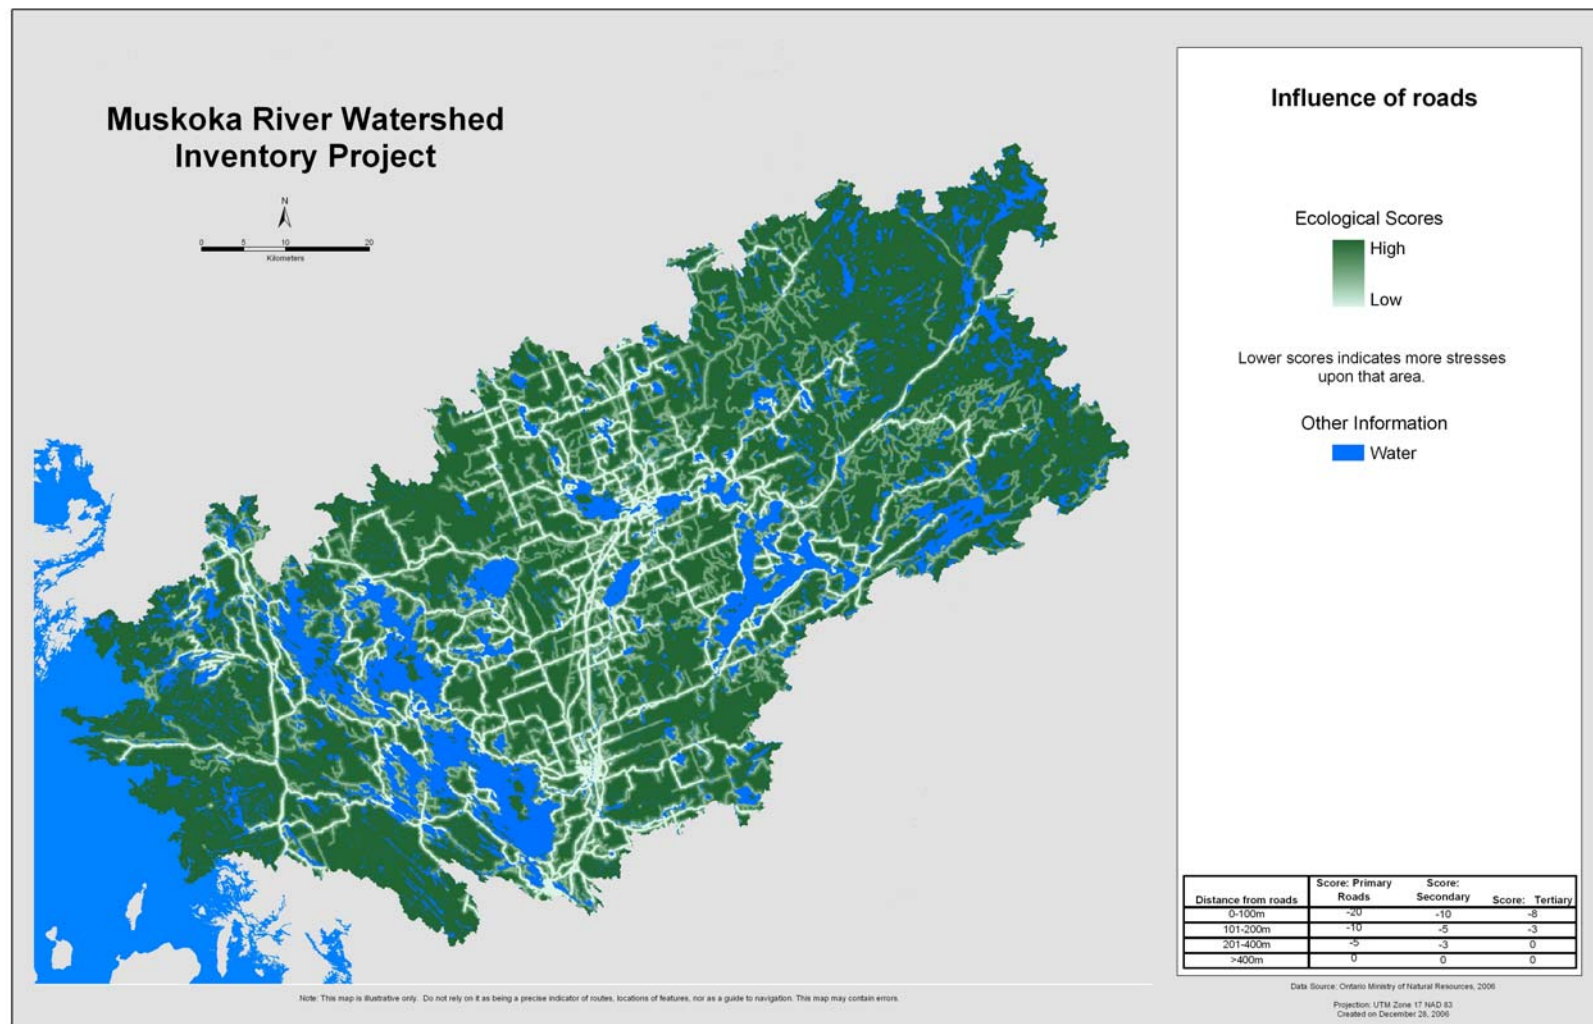 Muskoka River Watershed
Inventory Project
N
0 5 10 20
Kilometers
Influence of roads
Ecological Scores
High
Low
Lower scores indicates more stresses
upon that area.
Other Information
Water
Distance from roads Score: Primary Roads Score: Secondary Score: Tertiary
0-100m -20 -10 -8
101-200m -10 -5 -3
201-400m -5 -3 0
>400m 0 0 0
Note: This map is illustrative only. Do not rely on it as being a precise indicator of routes, locations of features, nor as a guide to navigation. This map may contain errors.
Data Source: Ontario Ministry of Natural Resources, 2006
Projection: UTM Zone 17 NAD 83
Created on December 28, 2006